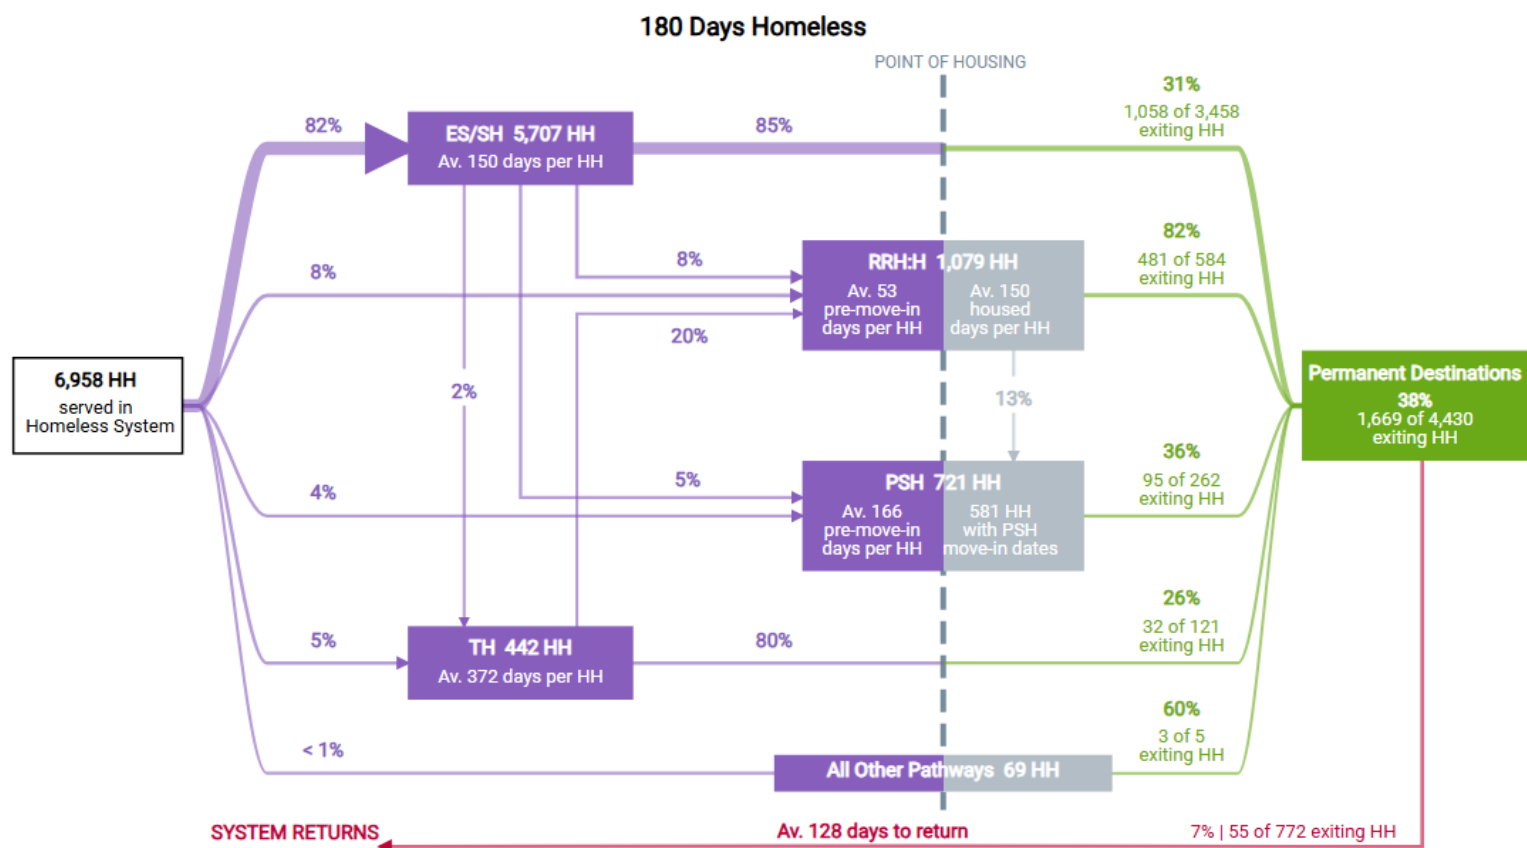 180 Days Homeless
POINT OF HOUSING
82%
ES/SH 5,707 HH
Av. 150 days per HH
85%
31%
1,058 of 3,458
exiting HH
8%
8%
20%
RRH:H 1,079 HH
Av. 53
pre-move-in
days per HH
Av. 150
housed
days per HH
82%
481 of 584
exiting HH
6,958 HH
served in
Homeless System
2%
13%
Permanent Destinations
38%
1,669 of 4,430
exiting HH
4%
5%
PSH 721 HH
Av. 166
pre-move-in
days per HH
581 HH
with PSH
move-in dates
36%
95 of 262
exiting HH
5%
TH 442 HH
Av. 372 days per HH
80%
26%
32 of 121
exiting HH
< 1%
All Other Pathways 69 HH
60%
3 of 5
exiting HH
SYSTEM RETURNS
Av. 128 days to return
7% | 55 of 772 exiting HH